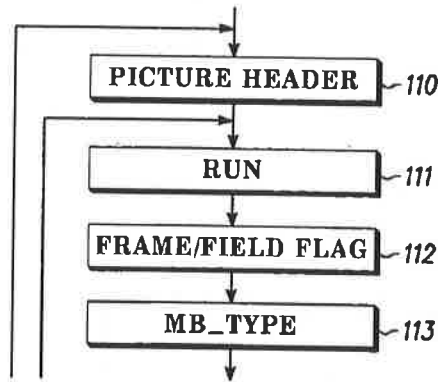 PICTURE HEADER 110
RUN 111
FRAME/FIELD FLAG 112
MB_TYPE 113